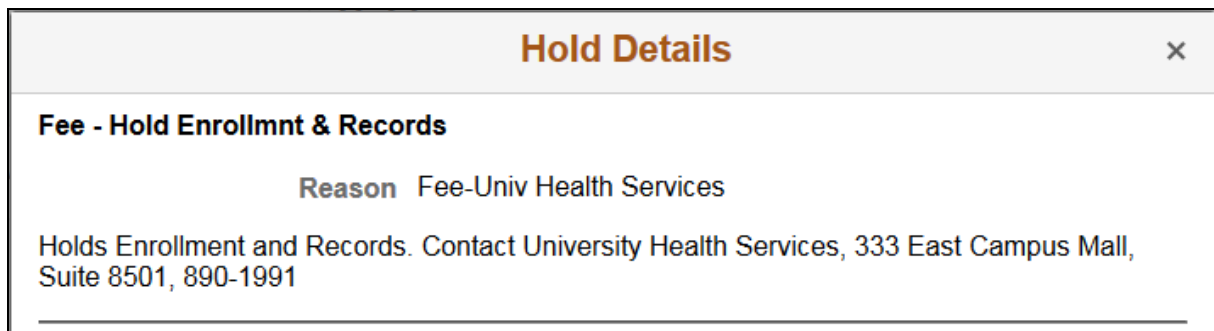 Hold Details
×
Fee - Hold Enrollmnt & Records
Reason Fee-Univ Health Services
Holds Enrollment and Records. Contact University Health Services, 333 East Campus Mall,
Suite 8501, 890-1991